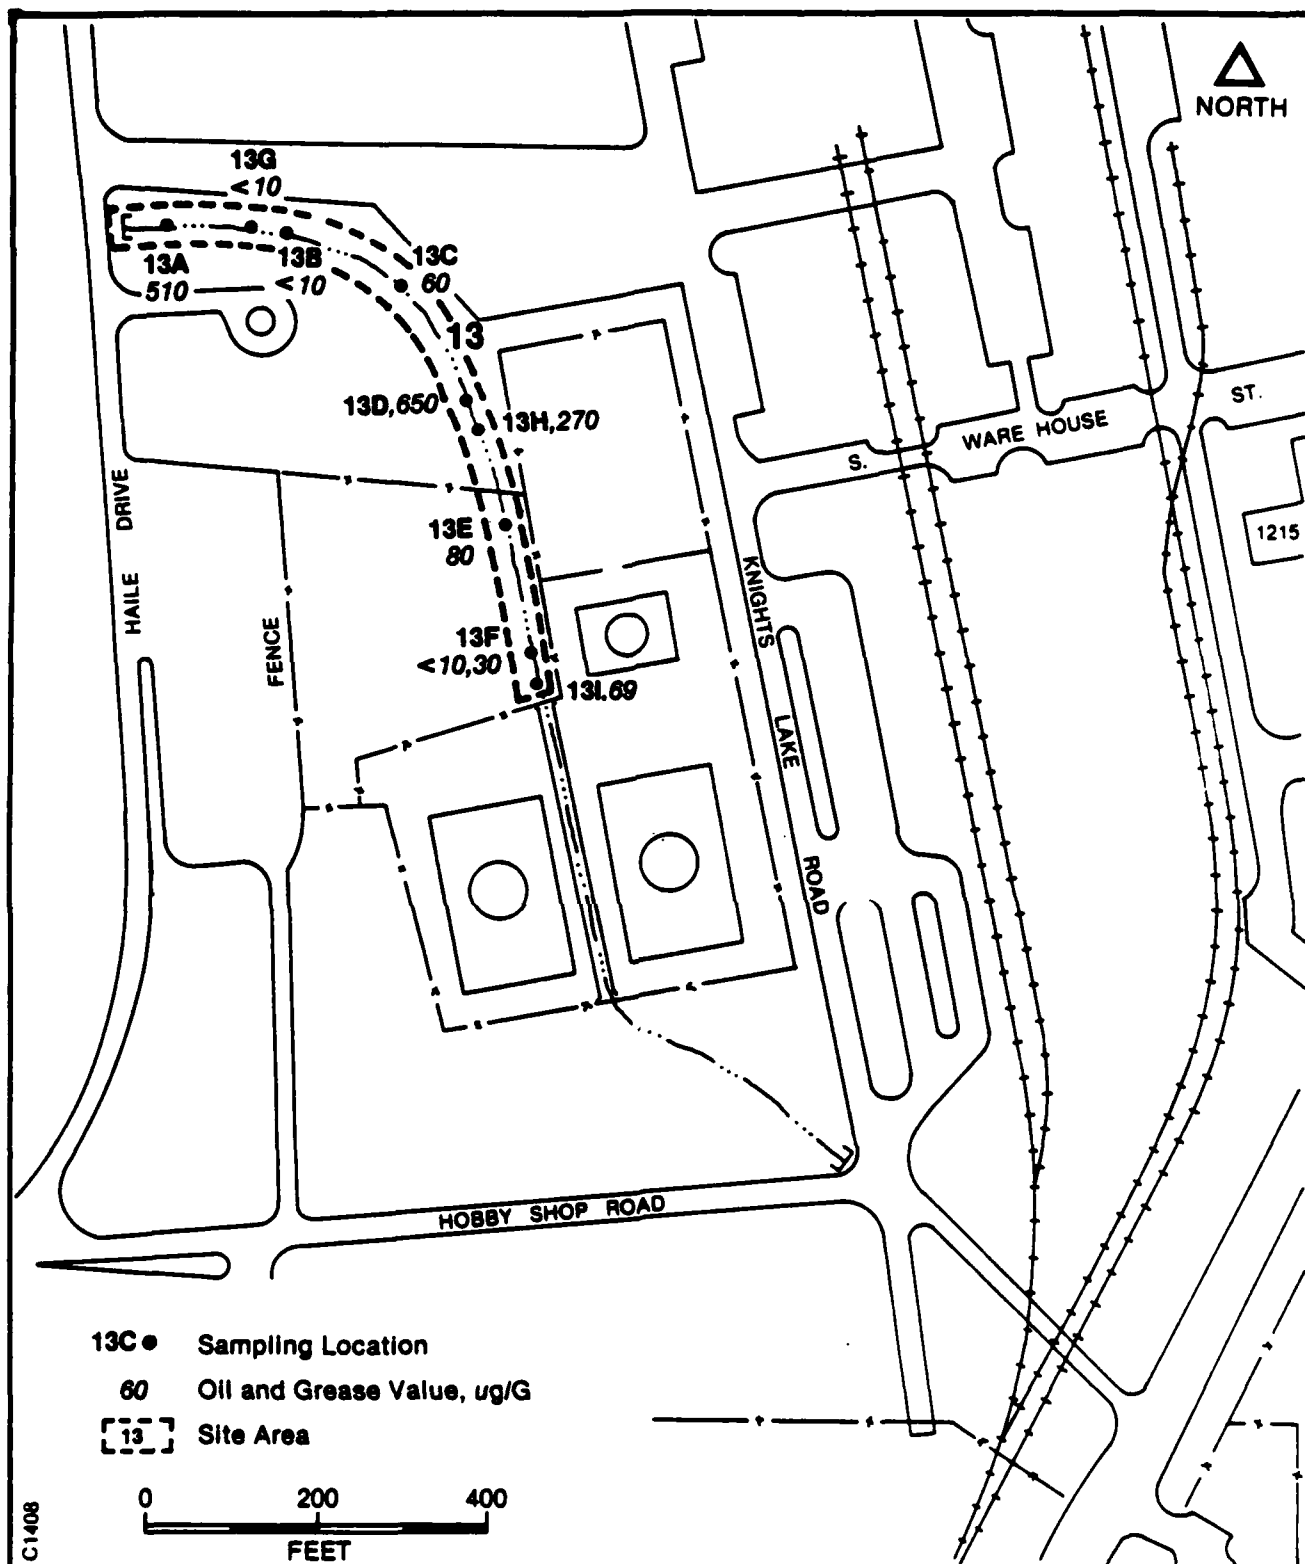 NORTH
13G
<10
13A
510
13B
<10
13C
60
13
13D,650
13H,270
13E
80
13F
<10,30
13I.69
HAILE DRIVE
FENCE
KNIGHTS LAKE ROAD
S. WARE HOUSE ST.
1215
HOBBY SHOP ROAD
13C Sampling Location
60 Oil and Grease Value, ug/G
13 Site Area
0 200 400
FEET
C1408